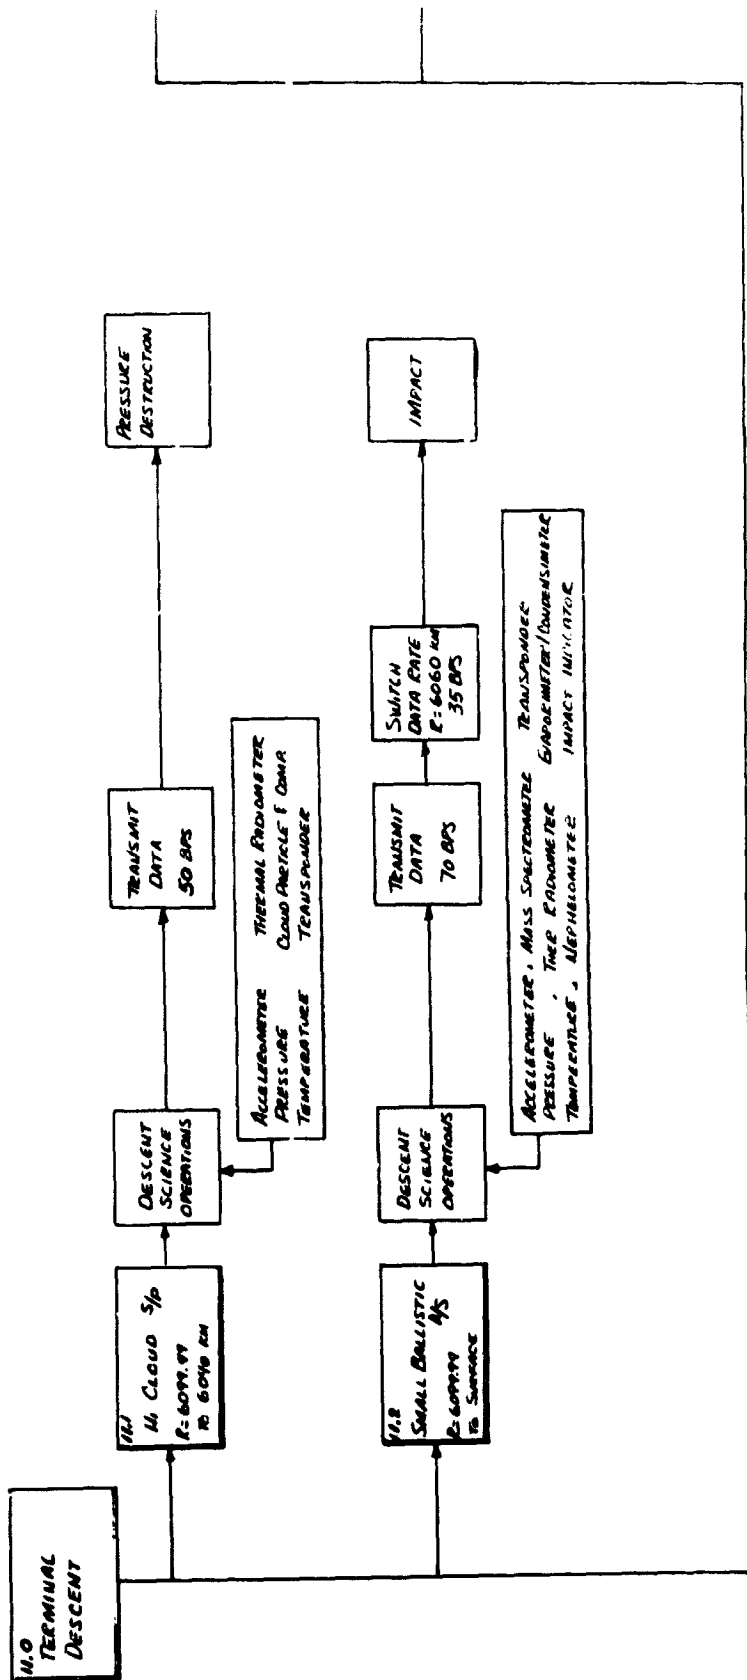 11.0
TERMINAL
DESCENT
11.1
HI CLOUD S/P
R=6099.99
TO 6090 KM
DESCENT
SCIENCE
OPERATIONS
ACCELEROMETER THERMAL RADIOMETER
PRESSURE CLOUD PARTICLE & COMP
TEMPERATURE TRANSPONDER
TRANSMIT
DATA
50 BPS
PRESSURE
DESTRUCTION
11.2
SMALL BALLISTIC
A/S
R=6099.99
TO SURFACE
DESCENT
SCIENCE
OPERATIONS
ACCELEROMETER, MASS SPECTROMETER TRANSPONDER
PRESSURE , THER RADIOMETER EVAPORIMETER/CONDENSIMETER
TEMPERATURE , NEPHELOMETER IMPACT INDICATOR
TRANSMIT
DATA
70 BPS
SWITCH
DATA RATE
R=6060 KM
35 BPS
IMPACT